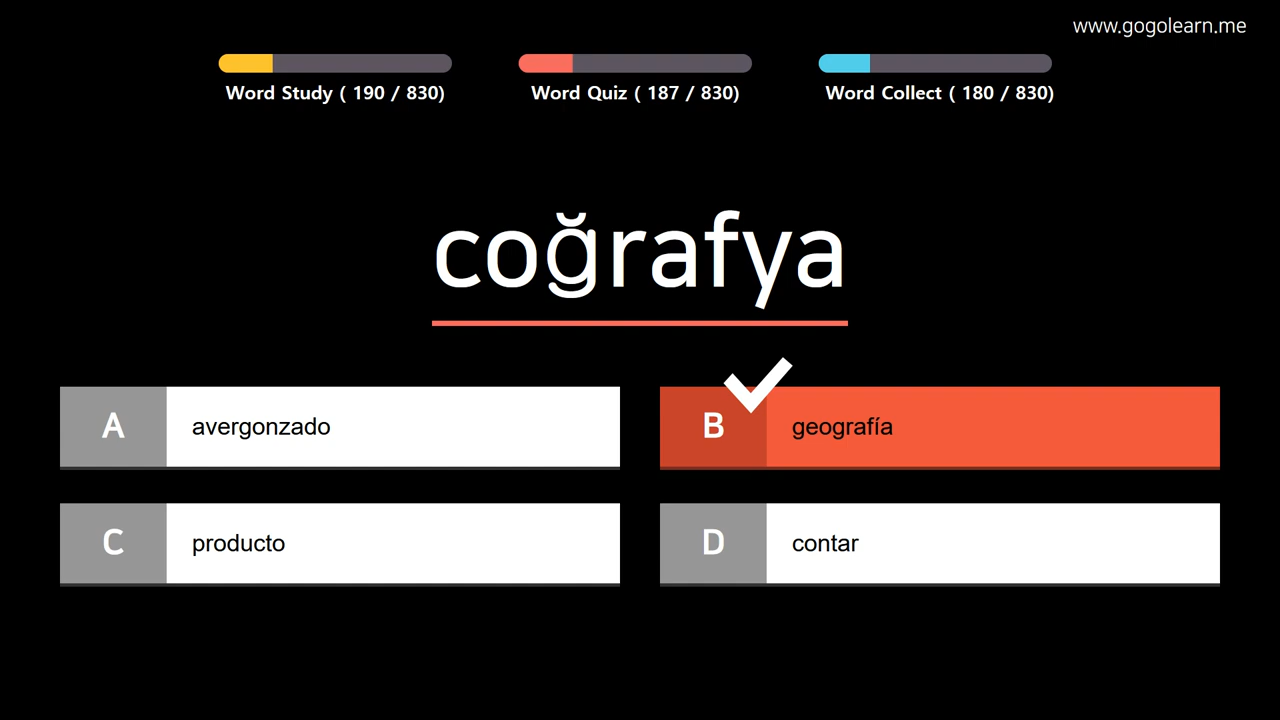 www.gogolearn.me
Word Study ( 190 / 830)
Word Quiz ( 187 / 830)
Word Collect ( 180 / 830)
coğrafya
A avergonzado
B geografía
C producto
D contar